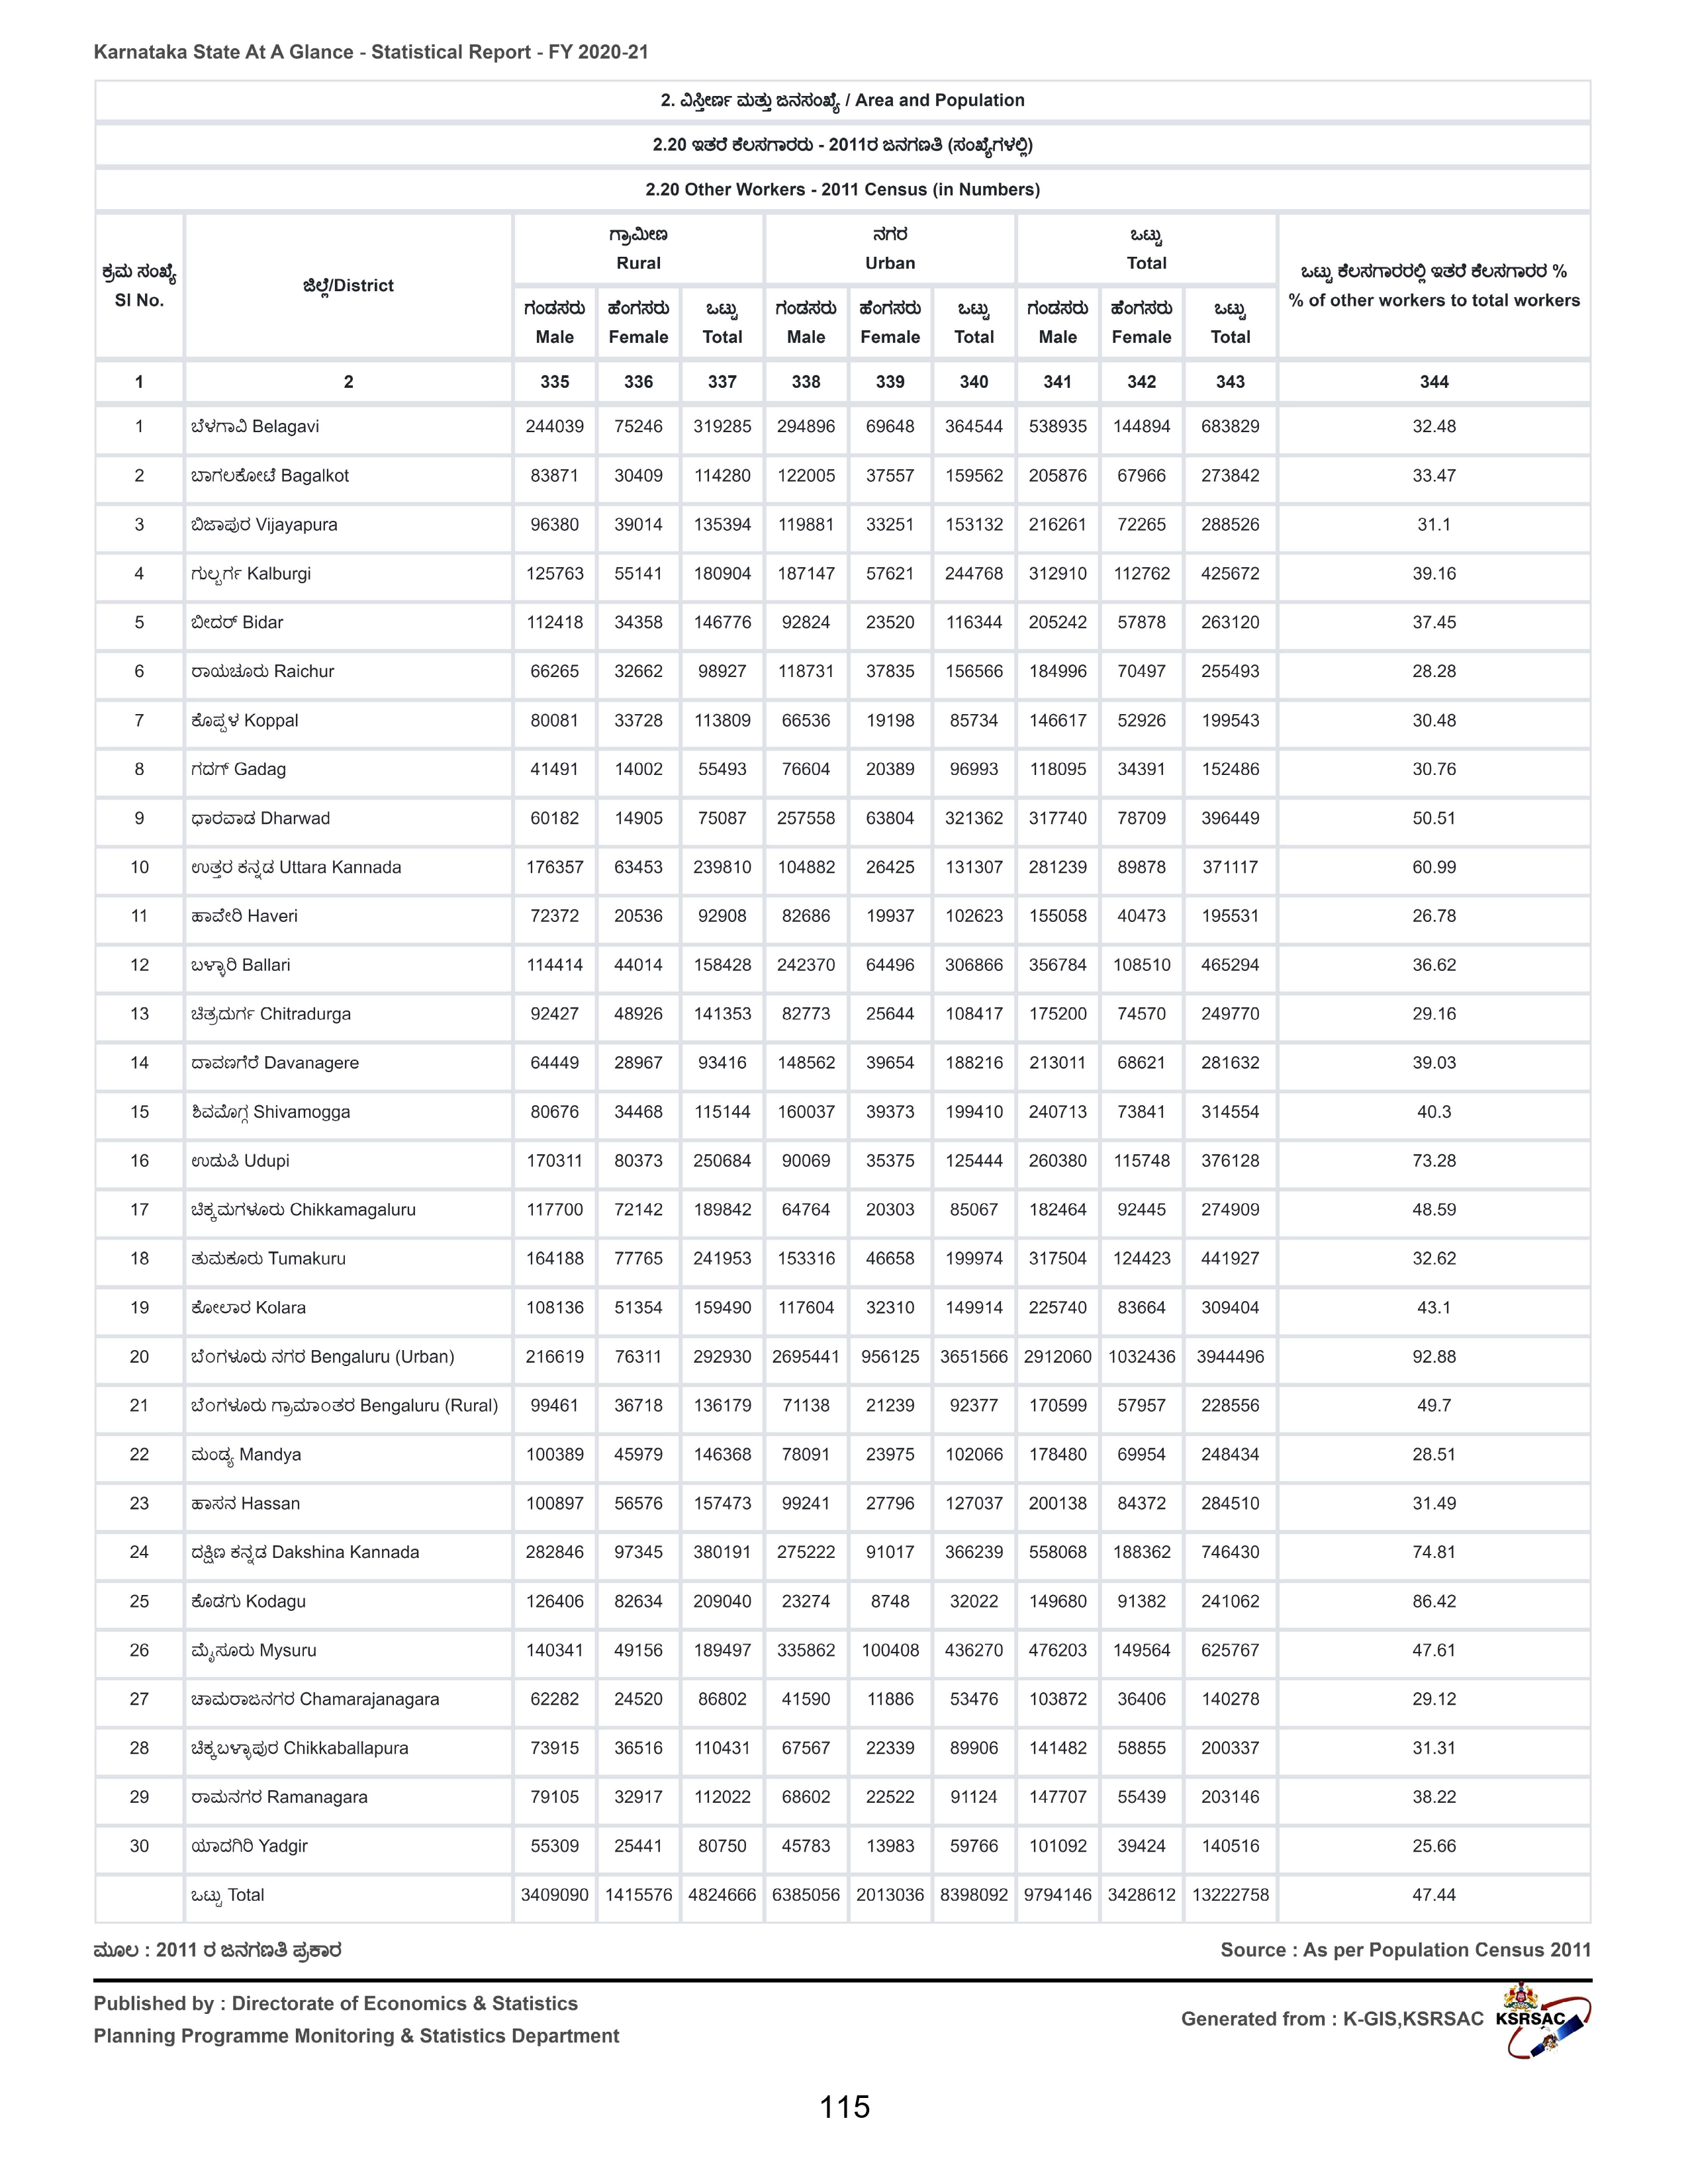 Karnataka State At A Glance - Statistical Report - FY 2020-21
2. ವಿಸ್ತೀರ್ಣ ಮತ್ತು ಜನಸಂಖ್ಯೆ / Area and Population
2.20 ಇತರೆ ಕೆಲಸಗಾರರು - 2011ರ ಜನಗಣತಿ (ಸಂಖ್ಯೆಗಳಲ್ಲಿ)
2.20 Other Workers - 2011 Census (in Numbers)
ಕ್ರಮ ಸಂಖ್ಯೆ
Sl No.
ಜಿಲ್ಲೆ/District
ಗ್ರಾಮೀಣ
Rural
ನಗರ
Urban
ಒಟ್ಟು
Total
ಒಟ್ಟು ಕೆಲಸಗಾರರಲ್ಲಿ ಇತರೆ ಕೆಲಸಗಾರರ %
% of other workers to total workers
ಗಂಡಸರು ಹೆಂಗಸರು ಒಟ್ಟು ಗಂಡಸರು ಹೆಂಗಸರು ಒಟ್ಟು ಗಂಡಸರು ಹೆಂಗಸರು ಒಟ್ಟು
Male Female Total Male Female Total Male Female Total
1 2 335 336 337 338 339 340 341 342 343 344
1 ಬೆಳಗಾವಿ Belagavi 244039 75246 319285 294896 69648 364544 538935 144894 683829 32.48
2 ಬಾಗಲಕೋಟೆ Bagalkot 83871 30409 114280 122005 37557 159562 205876 67966 273842 33.47
3 ಬಿಜಾಪುರ Vijayapura 96380 39014 135394 119881 33251 153132 216261 72265 288526 31.1
4 ಗುಲ್ಬರ್ಗ Kalburgi 125763 55141 180904 187147 57621 244768 312910 112762 425672 39.16
5 ಬೀದರ್ Bidar 112418 34358 146776 92824 23520 116344 205242 57878 263120 37.45
6 ರಾಯಚೂರು Raichur 66265 32662 98927 118731 37835 156566 184996 70497 255493 28.28
7 ಕೊಪ್ಪಳ Koppal 80081 33728 113809 66536 19198 85734 146617 52926 199543 30.48
8 ಗದಗ್ Gadag 41491 14002 55493 76604 20389 96993 118095 34391 152486 30.76
9 ಧಾರವಾಡ Dharwad 60182 14905 75087 257558 63804 321362 317740 78709 396449 50.51
10 ಉತ್ತರ ಕನ್ನಡ Uttara Kannada 176357 63453 239810 104882 26425 131307 281239 89878 371117 60.99
11 ಹಾವೇರಿ Haveri 72372 20536 92908 82686 19937 102623 155058 40473 195531 26.78
12 ಬಳ್ಳಾರಿ Ballari 114414 44014 158428 242370 64496 306866 356784 108510 465294 36.62
13 ಚಿತ್ರದುರ್ಗ Chitradurga 92427 48926 141353 82773 25644 108417 175200 74570 249770 29.16
14 ದಾವಣಗೆರೆ Davanagere 64449 28967 93416 148562 39654 188216 213011 68621 281632 39.03
15 ಶಿವಮೊಗ್ಗ Shivamogga 80676 34468 115144 160037 39373 199410 240713 73841 314554 40.3
16 ಉಡುಪಿ Udupi 170311 80373 250684 90069 35375 125444 260380 115748 376128 73.28
17 ಚಿಕ್ಕಮಗಳೂರು Chikkamagaluru 117700 72142 189842 64764 20303 85067 182464 92445 274909 48.59
18 ತುಮಕೂರು Tumakuru 164188 77765 241953 153316 46658 199974 317504 124423 441927 32.62
19 ಕೋಲಾರ Kolara 108136 51354 159490 117604 32310 149914 225740 83664 309404 43.1
20 ಬೆಂಗಳೂರು ನಗರ Bengaluru (Urban) 216619 76311 292930 2695441 956125 3651566 2912060 1032436 3944496 92.88
21 ಬೆಂಗಳೂರು ಗ್ರಾಮಾಂತರ Bengaluru (Rural) 99461 36718 136179 71138 21239 92377 170599 57957 228556 49.7
22 ಮಂಡ್ಯ Mandya 100389 45979 146368 78091 23975 102066 178480 69954 248434 28.51
23 ಹಾಸನ Hassan 100897 56576 157473 99241 27796 127037 200138 84372 284510 31.49
24 ದಕ್ಷಿಣ ಕನ್ನಡ Dakshina Kannada 282846 97345 380191 275222 91017 366239 558068 188362 746430 74.81
25 ಕೊಡಗು Kodagu 126406 82634 209040 23274 8748 32022 149680 91382 241062 86.42
26 ಮೈಸೂರು Mysuru 140341 49156 189497 335862 100408 436270 476203 149564 625767 47.61
27 ಚಾಮರಾಜನಗರ Chamarajanagara 62282 24520 86802 41590 11886 53476 103872 36406 140278 29.12
28 ಚಿಕ್ಕಬಳ್ಳಾಪುರ Chikkaballapura 73915 36516 110431 67567 22339 89906 141482 58855 200337 31.31
29 ರಾಮನಗರ Ramanagara 79105 32917 112022 68602 22522 91124 147707 55439 203146 38.22
30 ಯಾದಗಿರಿ Yadgir 55309 25441 80750 45783 13983 59766 101092 39424 140516 25.66
ಒಟ್ಟು Total 3409090 1415576 4824666 6385056 2013036 8398092 9794146 3428612 13222758 47.44
ಮೂಲ : 2011 ರ ಜನಗಣತಿ ಪ್ರಕಾರ Source : As per Population Census 2011
Published by : Directorate of Economics & Statistics
Planning Programme Monitoring & Statistics Department
Generated from : K-GIS,KSRSAC KSRSAC
115